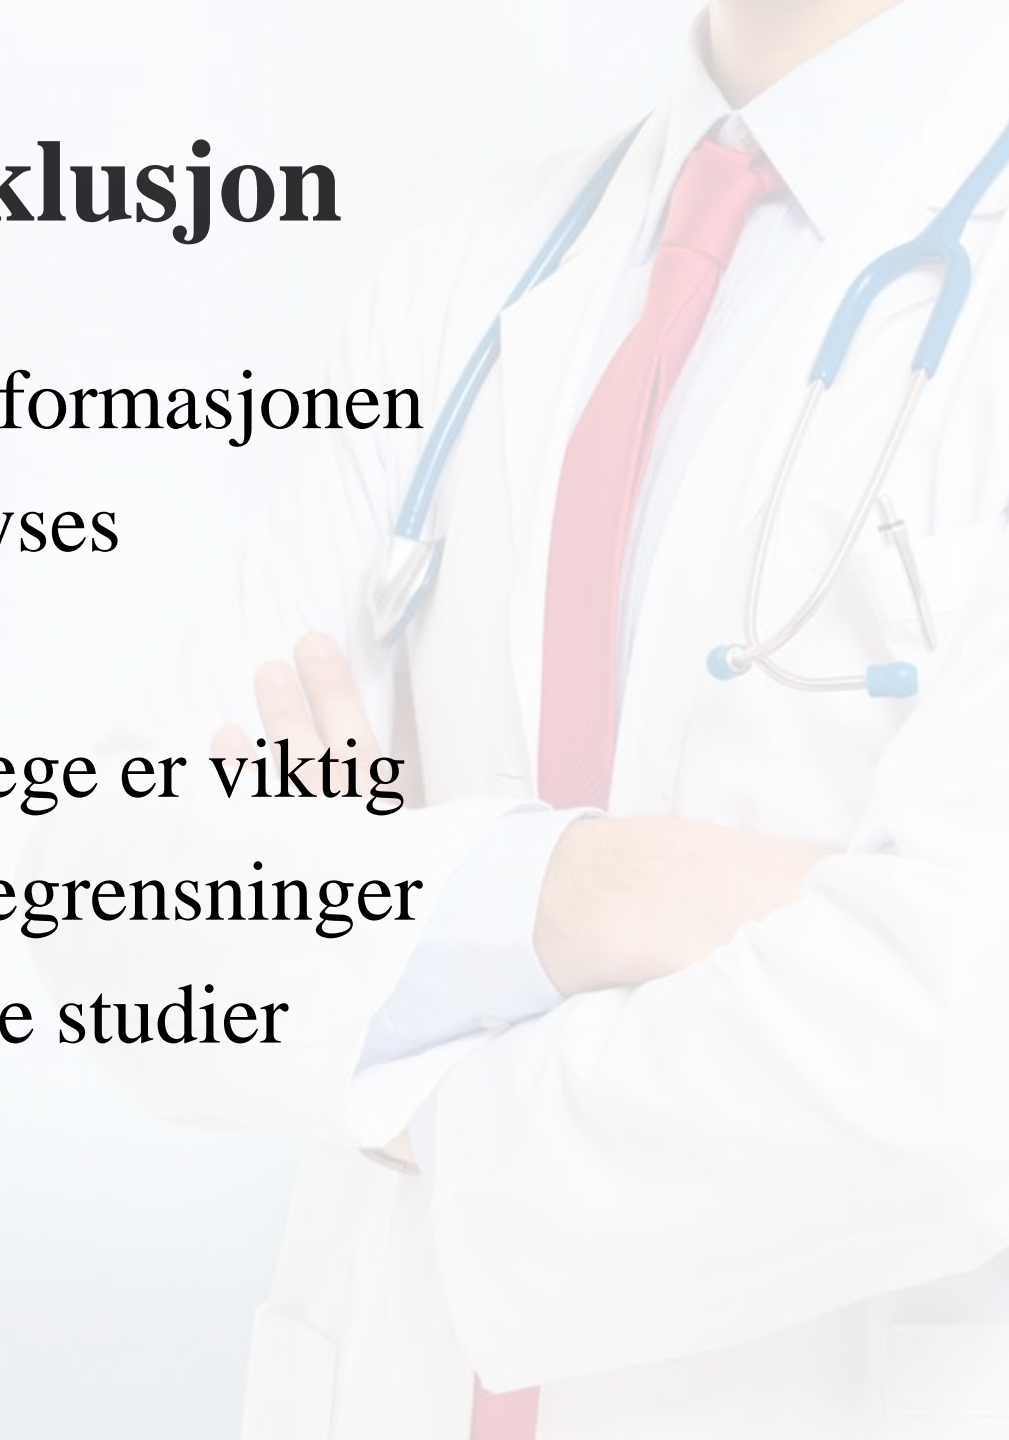 klusjon
formasjonen
yses
ege er viktig
egrensninger
e studier